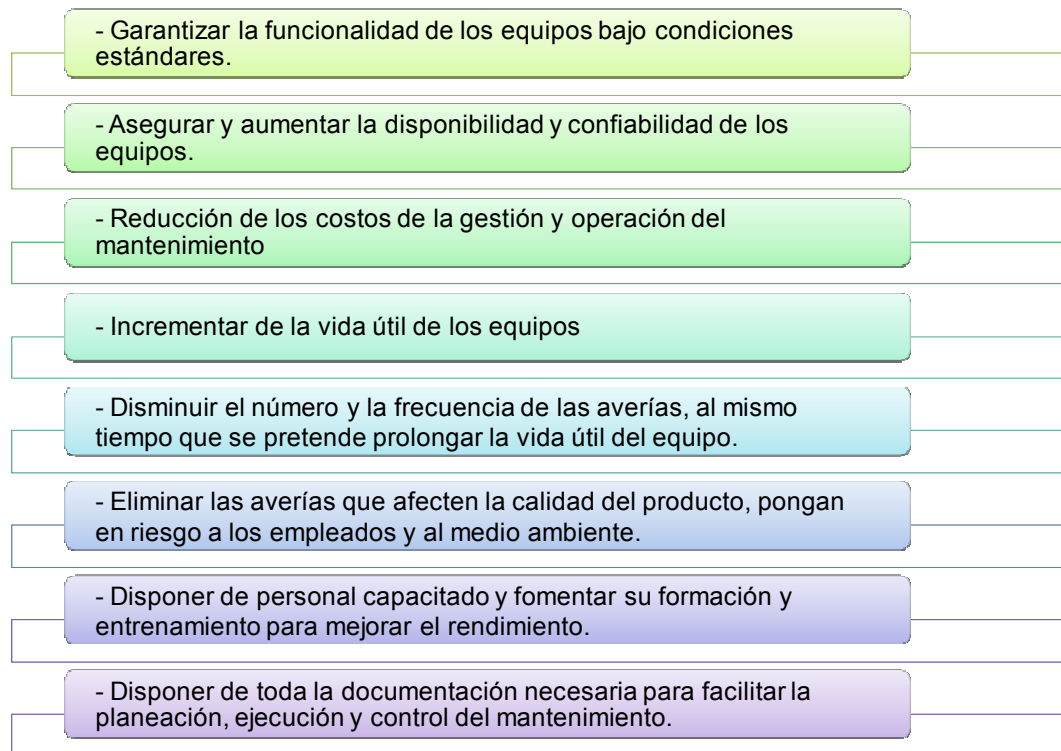 - Garantizar la funcionalidad de los equipos bajo condiciones
estándares.
- Asegurar y aumentar la disponibilidad y confiabilidad de los
equipos.
- Reducción de los costos de la gestión y operación del
mantenimiento
- Incrementar de la vida útil de los equipos
- Disminuir el número y la frecuencia de las averías, al mismo
tiempo que se pretende prolongar la vida útil del equipo.
- Eliminar las averías que afecten la calidad del producto, pongan
en riesgo a los empleados y al medio ambiente.
- Disponer de personal capacitado y fomentar su formación y
entrenamiento para mejorar el rendimiento.
- Disponer de toda la documentación necesaria para facilitar la
planeación, ejecución y control del mantenimiento.